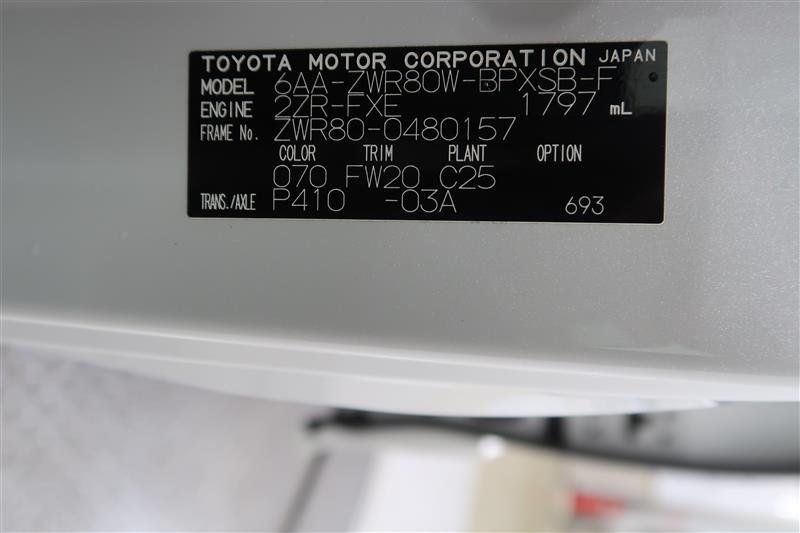 TOYOTA MOTOR CORPORATION JAPAN
MODEL 6AA-ZWR80W-BPXSB-F
ENGINE 2ZR-FXE 1797 mL
FRAME No. ZWR80-0480157
COLOR TRIM PLANT OPTION
070 FW20 C25
TRANS./AXLE P410 -03A 693